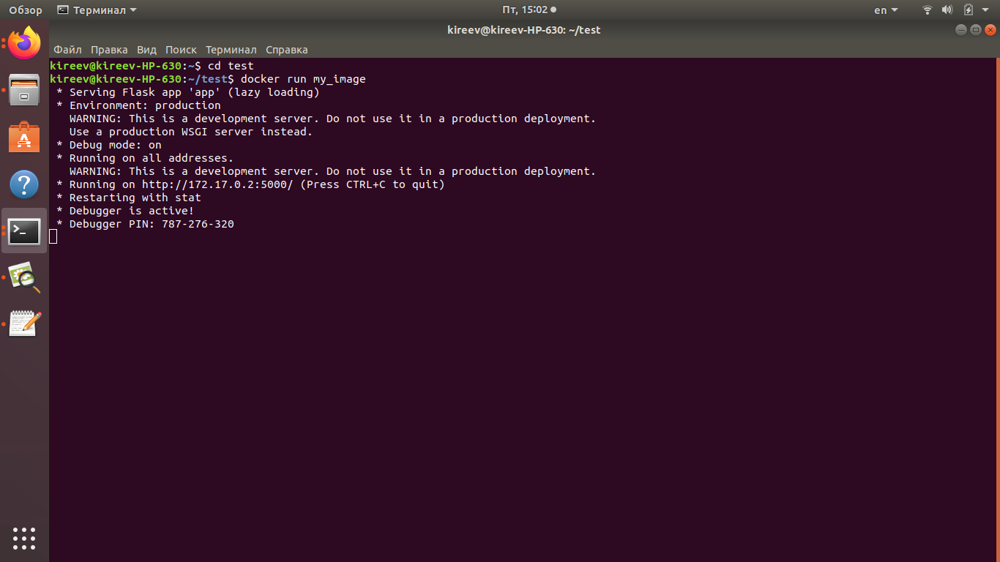 Обзор Терминал Пт, 15:02 en
kireev@kireev-HP-630: ~/test
Файл Правка Вид Поиск Терминал Справка
kireev@kireev-HP-630:~$ cd test
kireev@kireev-HP-630:~/test$ docker run my_image
* Serving Flask app 'app' (lazy loading)
* Environment: production
WARNING: This is a development server. Do not use it in a production deployment.
Use a production WSGI server instead.
* Debug mode: on
* Running on all addresses.
WARNING: This is a development server. Do not use it in a production deployment.
* Running on http://172.17.0.2:5000/ (Press CTRL+C to quit)
* Restarting with stat
* Debugger is active!
* Debugger PIN: 787-276-320